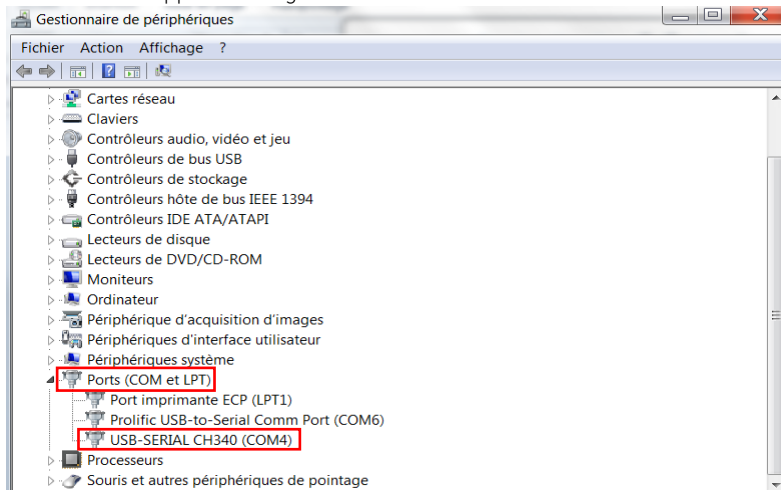 Gestionnaire de périphériques
Fichier Action Affichage ?
Cartes réseau
Claviers
Contrôleurs audio, vidéo et jeu
Contrôleurs de bus USB
Contrôleurs de stockage
Contrôleurs hôte de bus IEEE 1394
Contrôleurs IDE ATA/ATAPI
Lecteurs de disque
Lecteurs de DVD/CD-ROM
Moniteurs
Ordinateur
Périphérique d'acquisition d'images
Périphériques d'interface utilisateur
Périphériques système
Ports (COM et LPT)
Port imprimante ECP (LPT1)
Prolific USB-to-Serial Comm Port (COM6)
USB-SERIAL CH340 (COM4)
Processeurs
Souris et autres périphériques de pointage